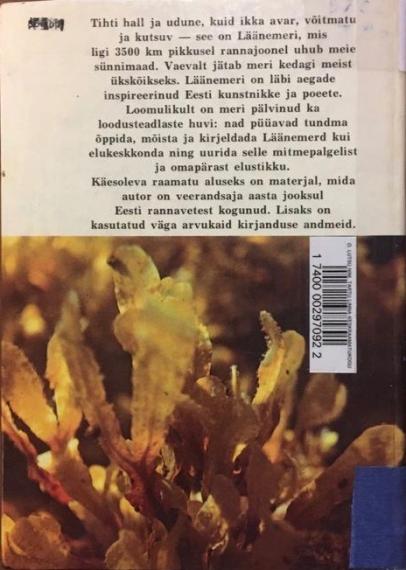 Tihti hall ja udune, kuid ikka avar, võitmatu
ja kutsuv — see on Läänemeri, mis
ligi 3500 km pikkusel rannajoonel uhub meie
sünnimaad. Vaevalt jätab meri kedagi meist
ükskõikseks. Läänemeri on läbi aegade
inspireerinud Eesti kunstnikke ja poeete.
Loomulikult on meri pälvinud ka
loodusteadlaste huvi: nad püüavad tundma
õppida, mõista ja kirjeldada Läänemerd kui
elukeskkonda ning uurida selle mitmepalgelist
ja omapärast elustikku.
Käesoleva raamatu aluseks on materjal, mida
autor on veerandsaja aasta jooksul
Eesti rannavetest kogunud. Lisaks on
kasutatud väga arvukaid kirjanduse andmeid.
1 7400 00297092 2